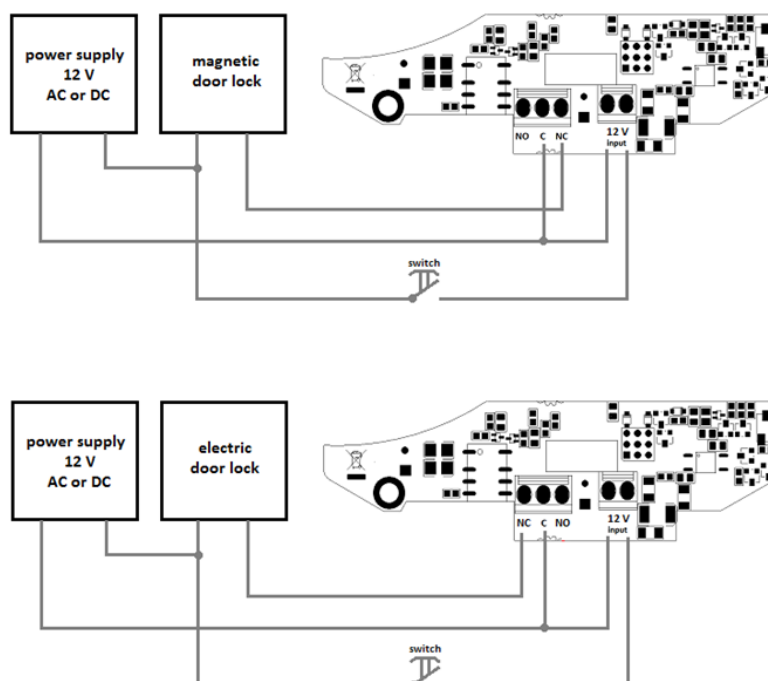 power supply
12 V
AC or DC
magnetic
door lock
NO C NC
12 V
input
switch
power supply
12 V
AC or DC
electric
door lock
NC C NO
12 V
input
switch